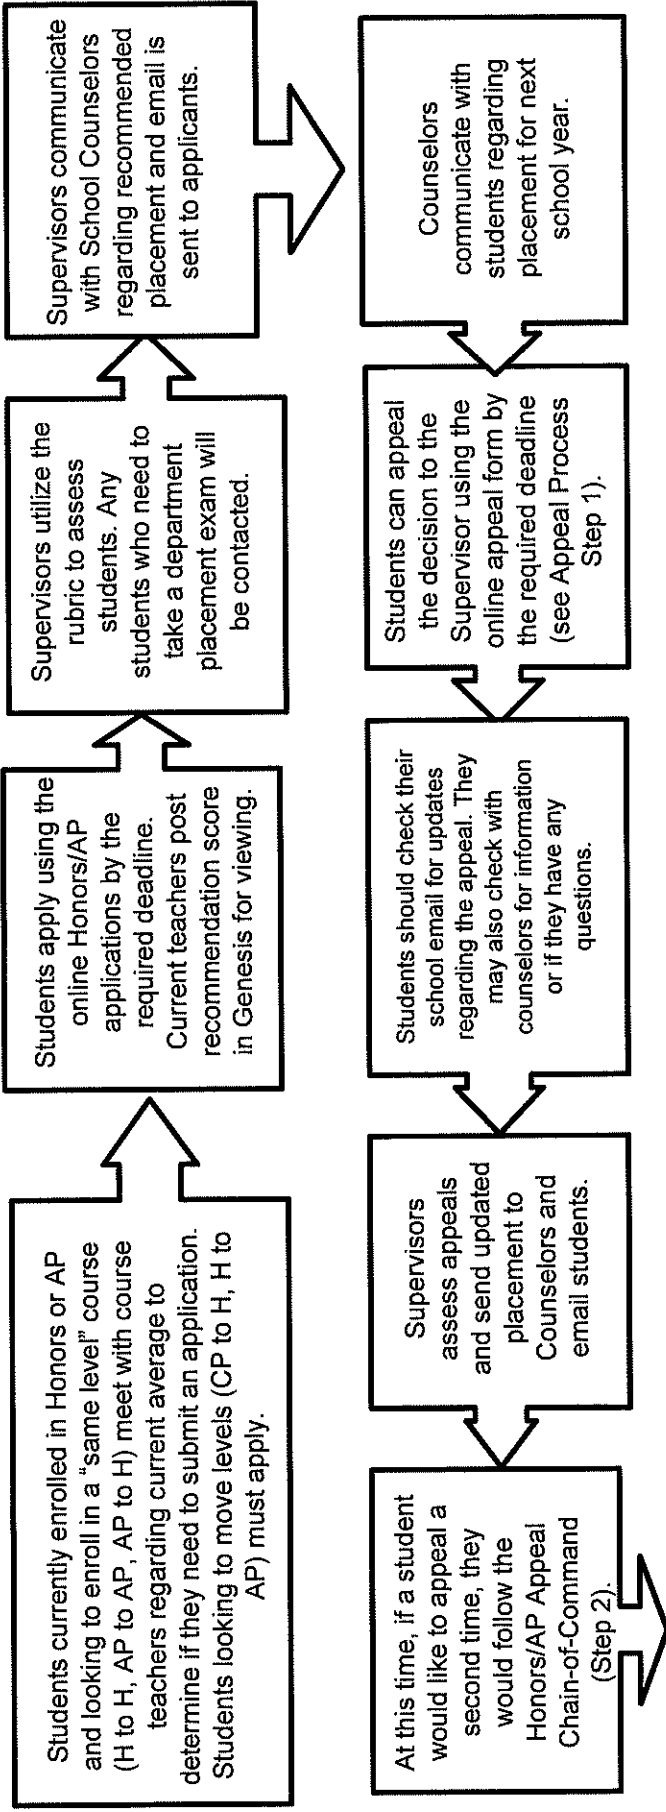 Students currently enrolled in Honors or AP
and looking to enroll in a “same level” course
(H to H, AP to AP, AP to H) meet with course
teachers regarding current average to
determine if they need to submit an application.
Students looking to move levels (CP to H, H to
AP) must apply.
Students apply using the
online Honors/AP
applications by the
required deadline.
Current teachers post
recommendation score
in Genesis for viewing.
Supervisors utilize the
rubric to assess
students. Any
students who need to
take a department
placement exam will
be contacted.
Supervisors communicate
with School Counselors
regarding recommended
placement and email is
sent to applicants.
Counselors
communicate with
students regarding
placement for next
school year.
Students can appeal
the decision to the
Supervisor using the
online appeal form by
the required deadline
(see Appeal Process
Step 1).
Students should check their
school email for updates
regarding the appeal. They
may also check with
counselors for information
or if they have any
questions.
Supervisors
assess appeals
and send updated
placement to
Counselors and
email students.
At this time, if a student
would like to appeal a
second time, they
would follow the
Honors/AP Appeal
Chain-of-Command
(Step 2).